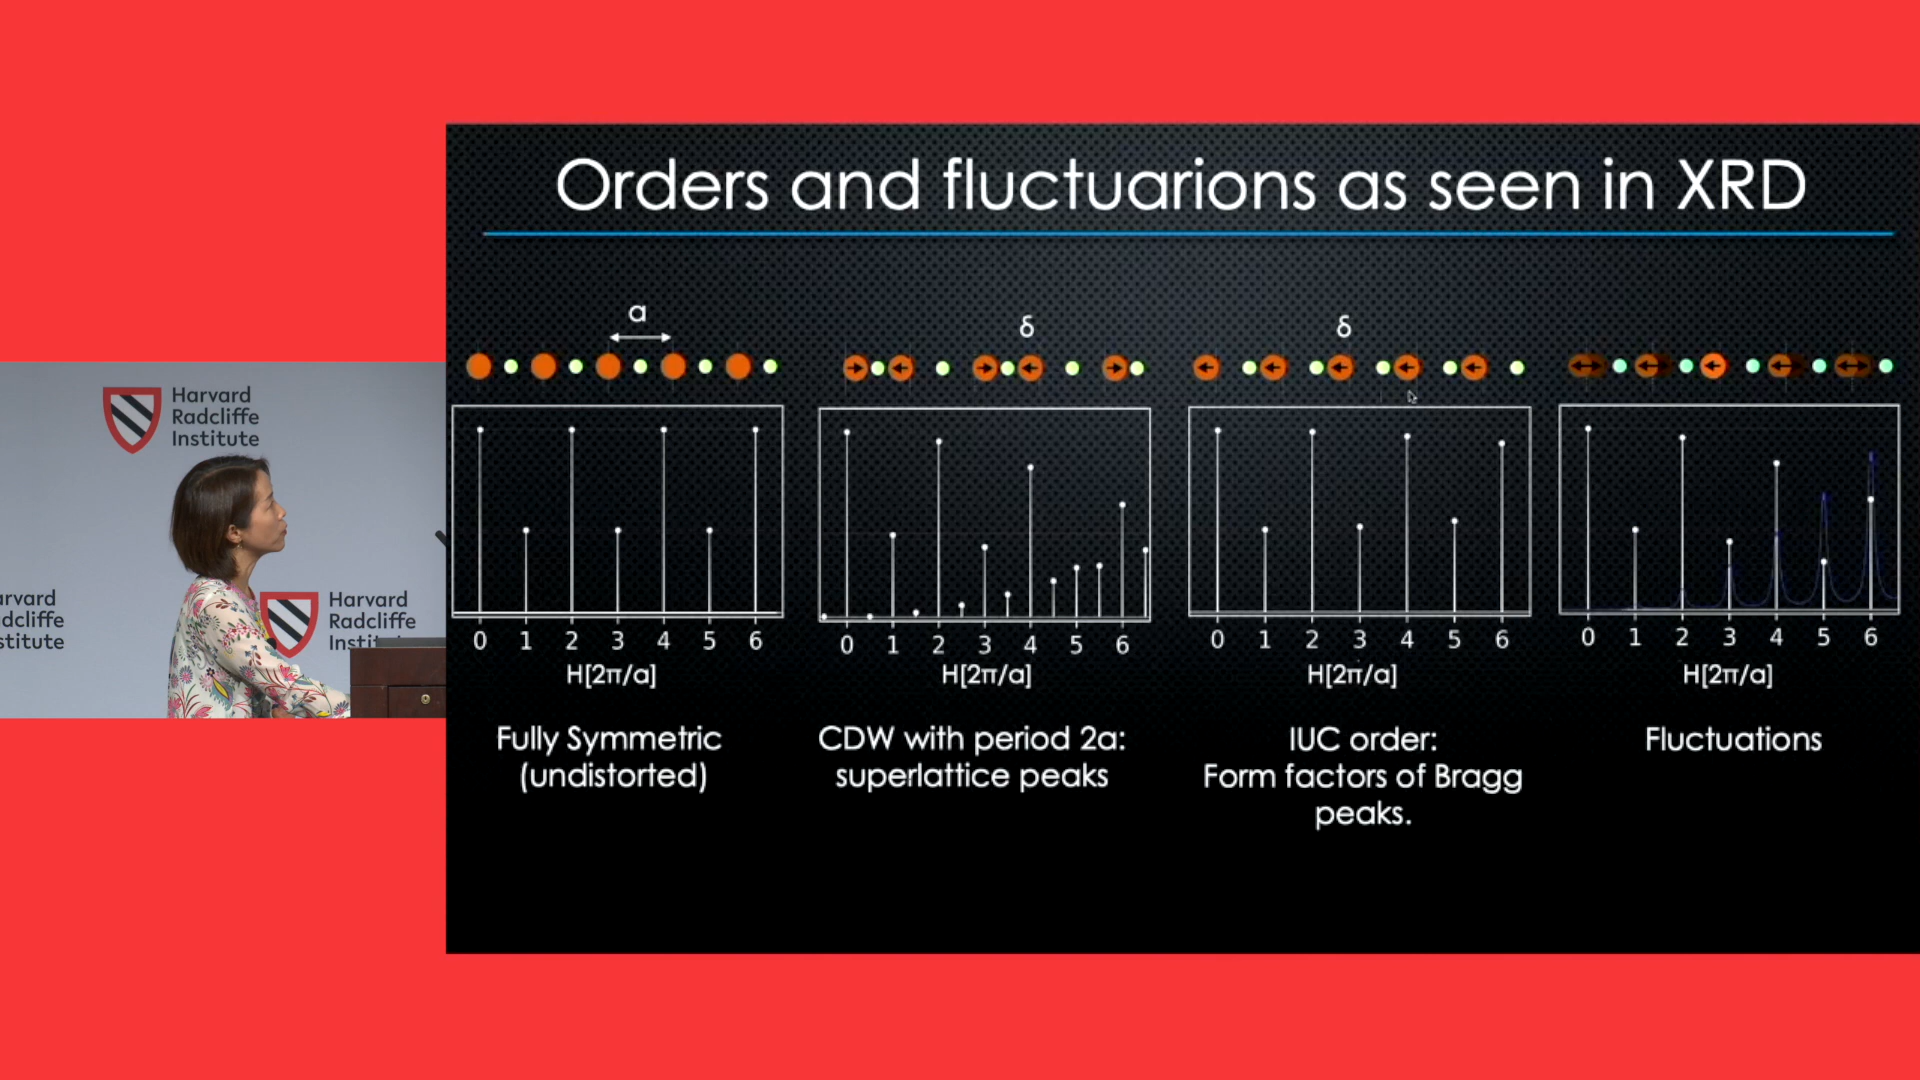 Orders and fluctuarions as seen in XRD
a
δ
δ
0 1 2 3 4 5 6
H[2π/a]
Fully Symmetric
(undistorted)
0 1 2 3 4 5 6
H[2π/a]
CDW with period 2a:
superlattice peaks
0 1 2 3 4 5 6
H[2π/a]
IUC order:
Form factors of Bragg
peaks.
0 1 2 3 4 5 6
H[2π/a]
Fluctuations
Harvard
Radcliffe
Institute
arvard
dcliffe
stitute
Harvard
Radcliffe
Instit